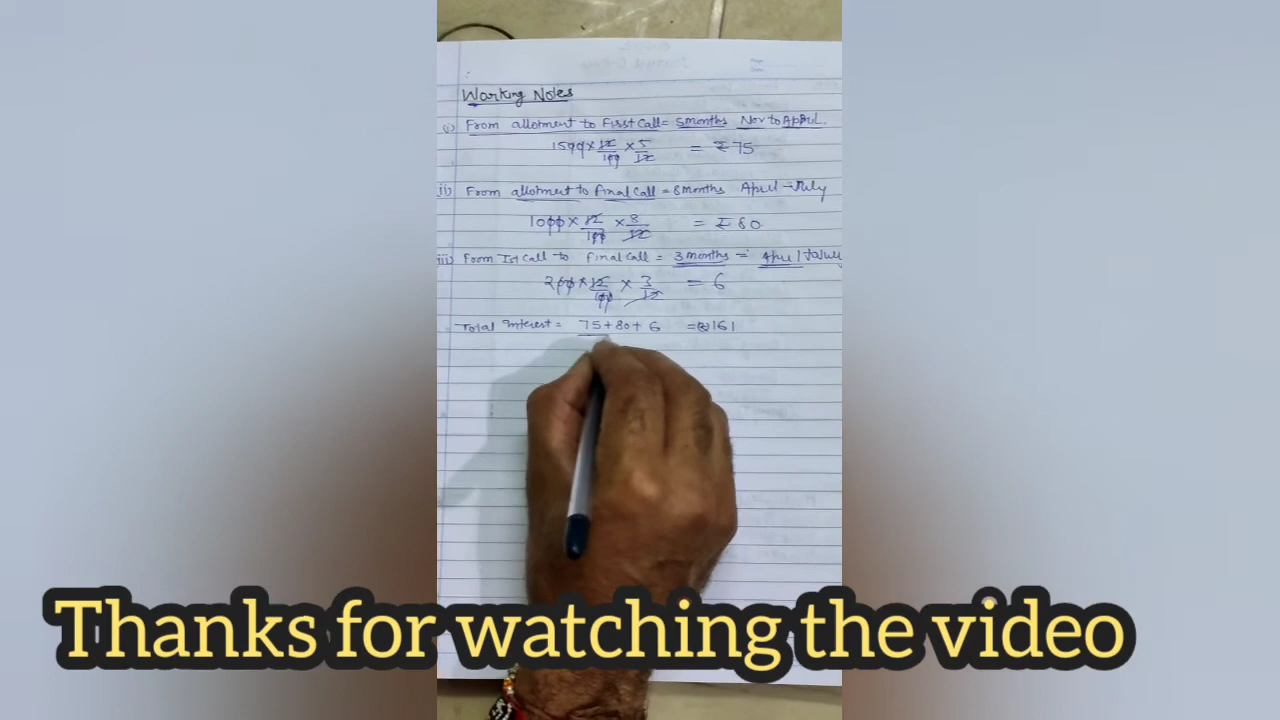 Working Notes
(i) From allotment to First Call = 5 months Nov to April.
1500 × 12/100 × 5/12 = ₹75
(ii) From allotment to Final Call = 8 months April - July
1000 × 12/100 × 8/12 = ₹80
(iii) From Ist Call to final Call = 3 months = April
200 × 12/100 × 3/12 = 6
Total Interest = 75+80+6 = 161
Thanks for watching the video